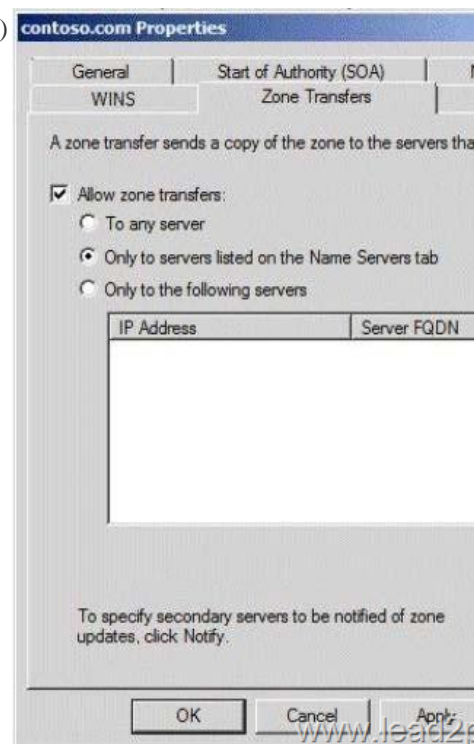 )
contoso.com Properties
General Start of Authority (SOA)
WINS Zone Transfers
A zone transfer sends a copy of the zone to the servers tha
Allow zone transfers:
To any server
Only to servers listed on the Name Servers tab
Only to the following servers
IP Address Server FQDN
To specify secondary servers to be notified of zone
updates, click Notify.
OK Cancel Apply
www.lead2p